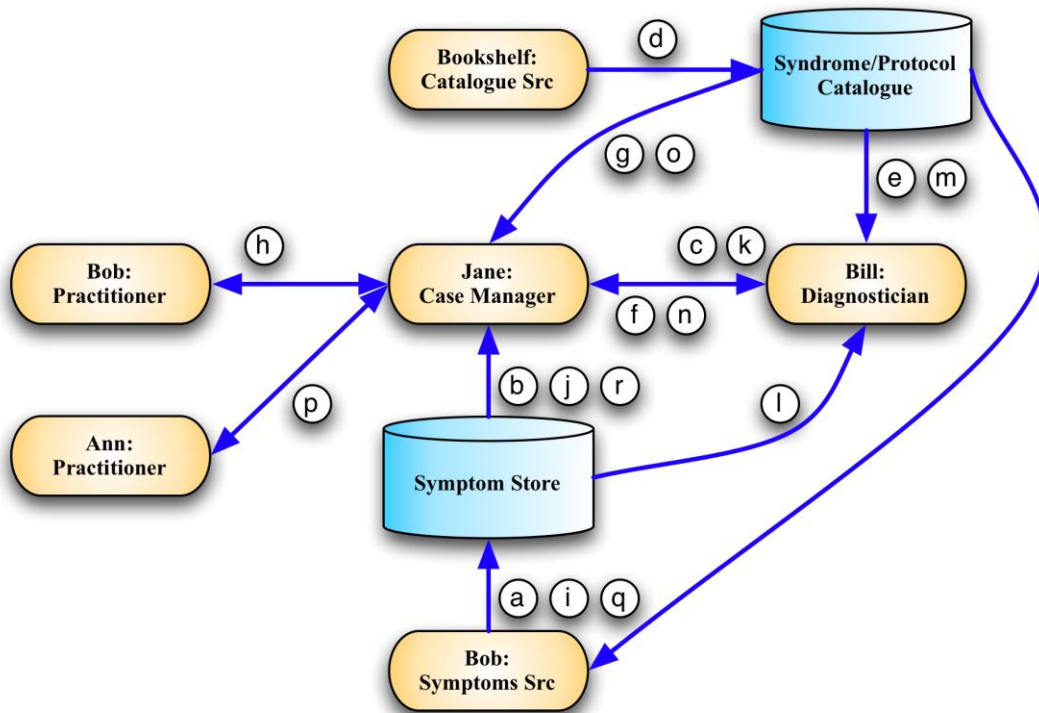 d
Bookshelf:
Catalogue Src
Syndrome/Protocol
Catalogue
g o
e m
h
c k
Bob:
Practitioner
Jane:
Case Manager
Bill:
Diagnostician
f n
b j r
p
l
Ann:
Practitioner
Symptom Store
a i q
Bob:
Symptoms Src